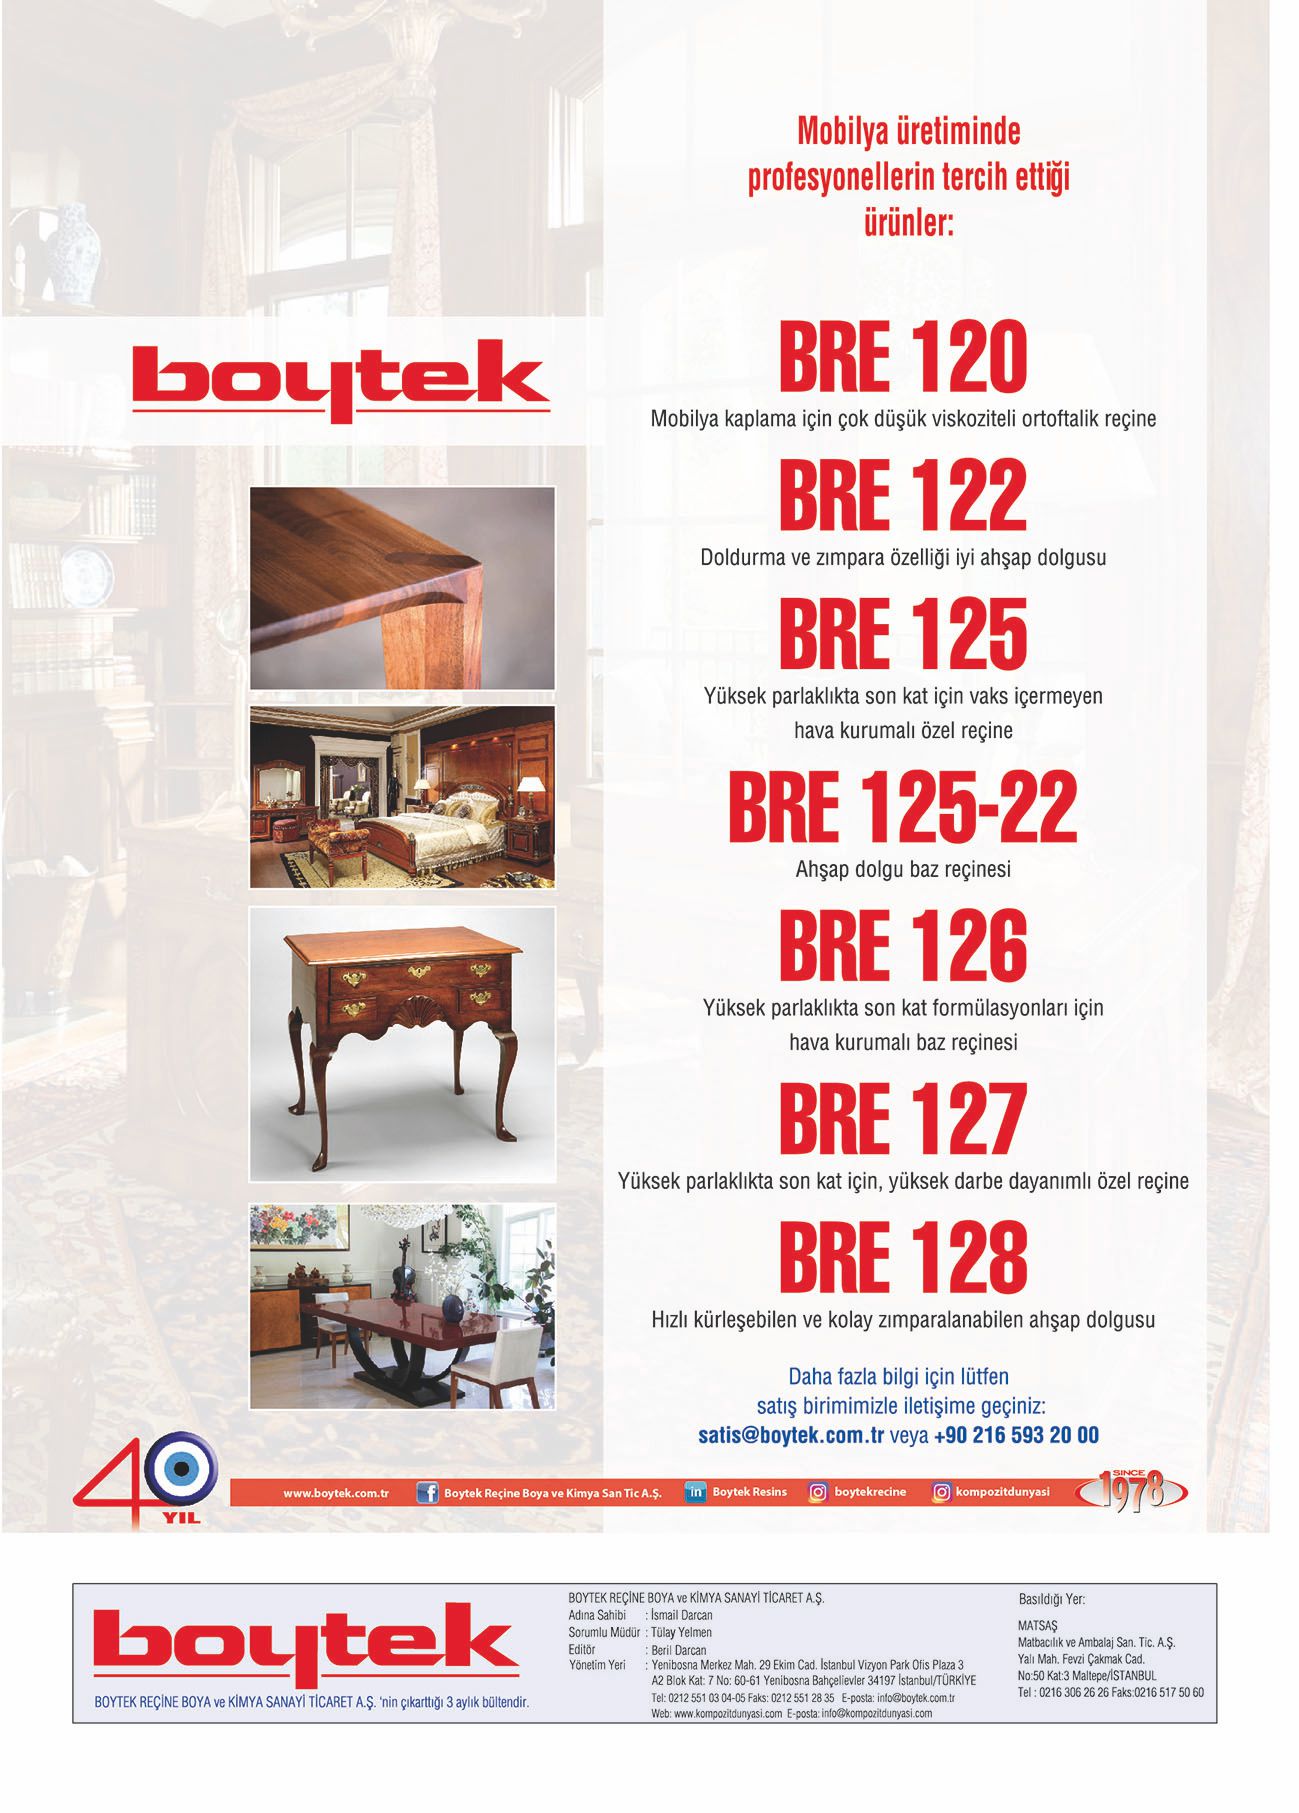 Mobilya üretiminde
profesyonellerin tercih ettiği
ürünler:
boytek
BRE 120
Mobilya kaplama için çok düşük viskoziteli ortoftalik reçine
BRE 122
Doldurma ve zımpara özelliği iyi ahşap dolgusu
BRE 125
Yüksek parlaklıkta son kat için vaks içermeyen
hava kurumalı özel reçine
BRE 125-22
Ahşap dolgu baz reçinesi
BRE 126
Yüksek parlaklıkta son kat formülasyonları için
hava kurumalı baz reçinesi
BRE 127
Yüksek parlaklıkta son kat için, yüksek darbe dayanımlı özel reçine
BRE 128
Hızlı kürleşebilen ve kolay zımparalanabilen ahşap dolgusu
Daha fazla bilgi için lütfen
satış birimimizle iletişime geçiniz:
satis@boytek.com.tr veya +90 216 593 20 00
40
YIL
www.boytek.com.tr Boytek Reçine Boya ve Kimya San Tic A.Ş. Boytek Resins boytekrecine kompozitdunyasi
SINCE
1978
boytek
BOYTEK REÇİNE BOYA ve KİMYA SANAYİ TİCARET A.Ş. 'nin çıkarttığı 3 aylık bültendir.
BOYTEK REÇİNE BOYA ve KİMYA SANAYİ TİCARET A.Ş.
Adına Sahibi : İsmail Darcan
Sorumlu Müdür : Tülay Yelmen
Editör : Beril Darcan
Yönetim Yeri : Yenibosna Merkez Mah. 29 Ekim Cad. İstanbul Vizyon Park Ofis Plaza 3
A2 Blok Kat: 7 No: 60-61 Yenibosna Bahçelievler 34197 İstanbul/TÜRKİYE
Tel: 0212 551 03 04-05 Faks: 0212 551 28 35 E-posta: info@boytek.com.tr
Web: www.kompozitdunyasi.com E-posta: info@kompozitdunyasi.com
Basıldığı Yer:
MATSAŞ
Matbacılık ve Ambalaj San. Tic. A.Ş.
Yalı Mah. Fevzi Çakmak Cad.
No:50 Kat:3 Maltepe/İSTANBUL
Tel : 0216 306 26 26 Faks:0216 517 50 60